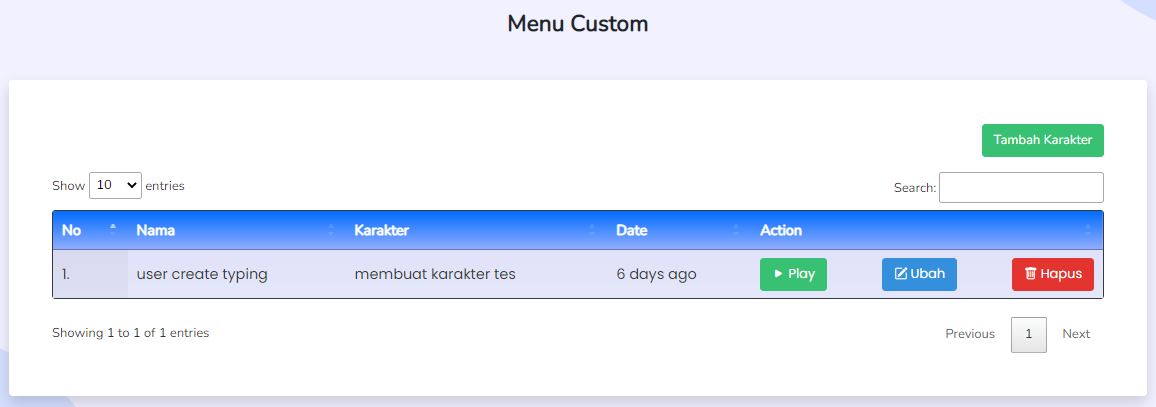 Menu Custom
Tambah Karakter
Show 10 entries Search:
No Nama Karakter Date Action
1. user create typing membuat karakter tes 6 days ago Play Ubah Hapus
Showing 1 to 1 of 1 entries Previous 1 Next